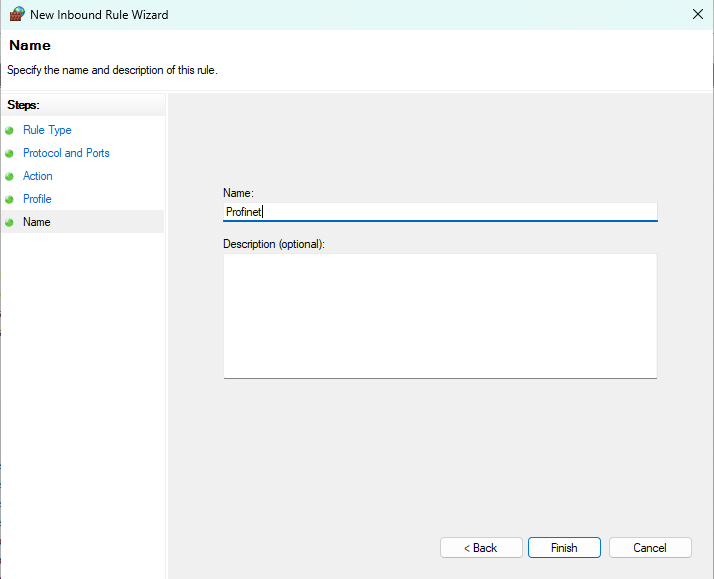 New Inbound Rule Wizard
Name
Specify the name and description of this rule.
Steps:
Rule Type
Protocol and Ports
Action
Profile
Name
Name:
Profinet
Description (optional):
< Back
Finish
Cancel